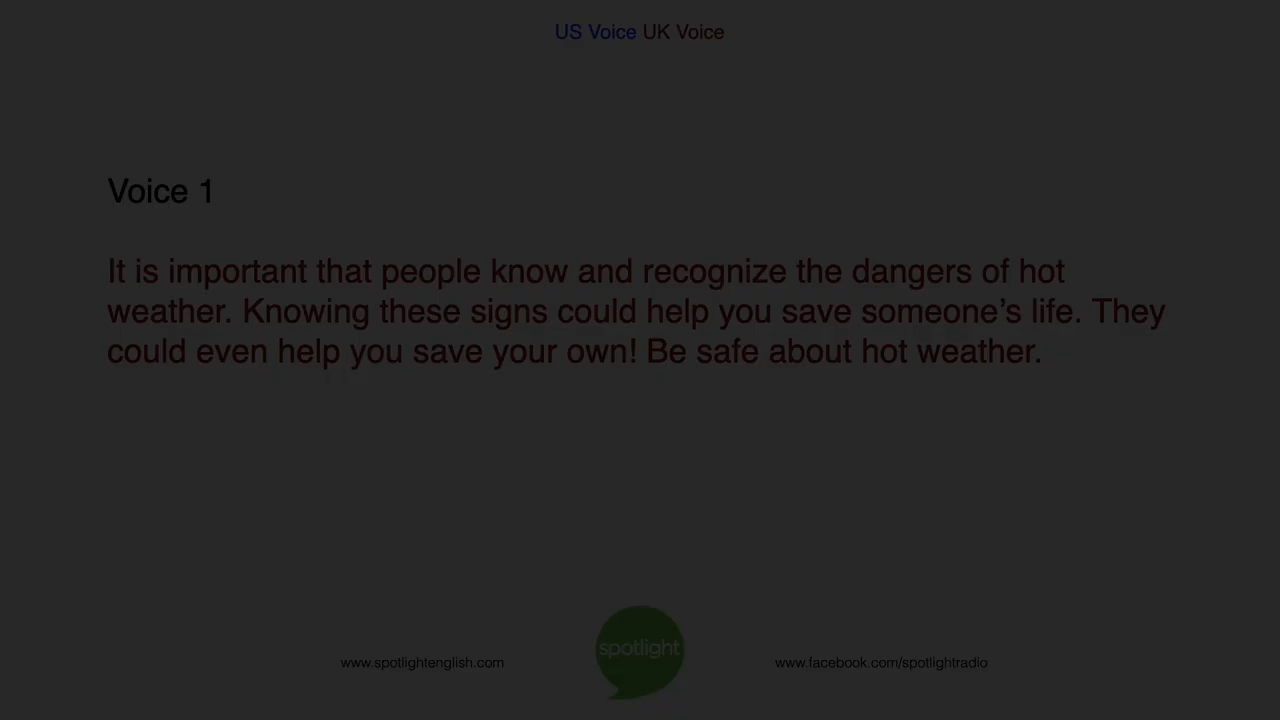 US Voice UK Voice
Voice 1
It is important that people know and recognize the dangers of hot
weather. Knowing these signs could help you save someone’s life. They
could even help you save your own! Be safe about hot weather.
spotlight
www.spotlightenglish.com
www.facebook.com/spotlightradio